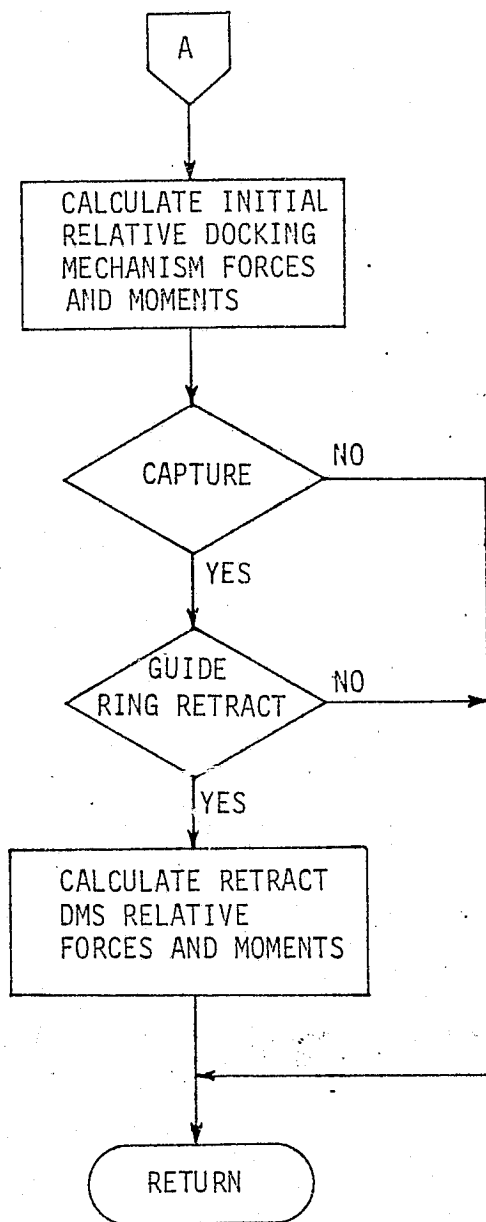 A
CALCULATE INITIAL
RELATIVE DOCKING
MECHANISM FORCES
AND MOMENTS
CAPTURE
NO
YES
GUIDE
RING RETRACT
NO
YES
CALCULATE RETRACT
DMS RELATIVE
FORCES AND MOMENTS
RETURN